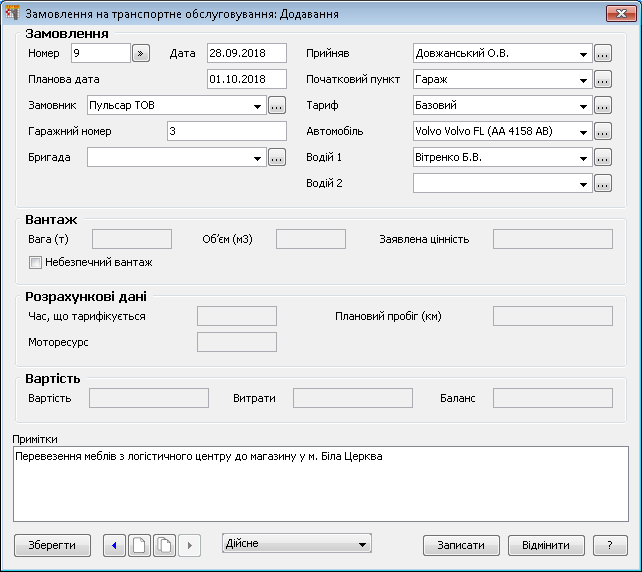 Замовлення на транспортне обслуговування: Додавання
Замовлення
Номер 9 » Дата 28.09.2018 Прийняв Довжанський О.В. ...
Планова дата 01.10.2018 Початковий пункт Гараж ...
Замовник Пульсар ТОВ ... Тариф Базовий ...
Гаражний номер 3 Автомобіль Volvo Volvo FL (АА 4158 АВ) ...
Бригада ... Водій 1 Вітренко Б.В. ...
Водій 2 ...
Вантаж
Вага (т) Об'єм (м3) Заявлена цінність
Небезпечний вантаж
Розрахункові дані
Час, що тарифікується Плановий пробіг (км)
Моторесурс
Вартість
Вартість Витрати Баланс
Примітки
Перевезення меблів з логістичного центру до магазину у м. Біла Церква
Зберегти Дійсне Записати Відмінити ?